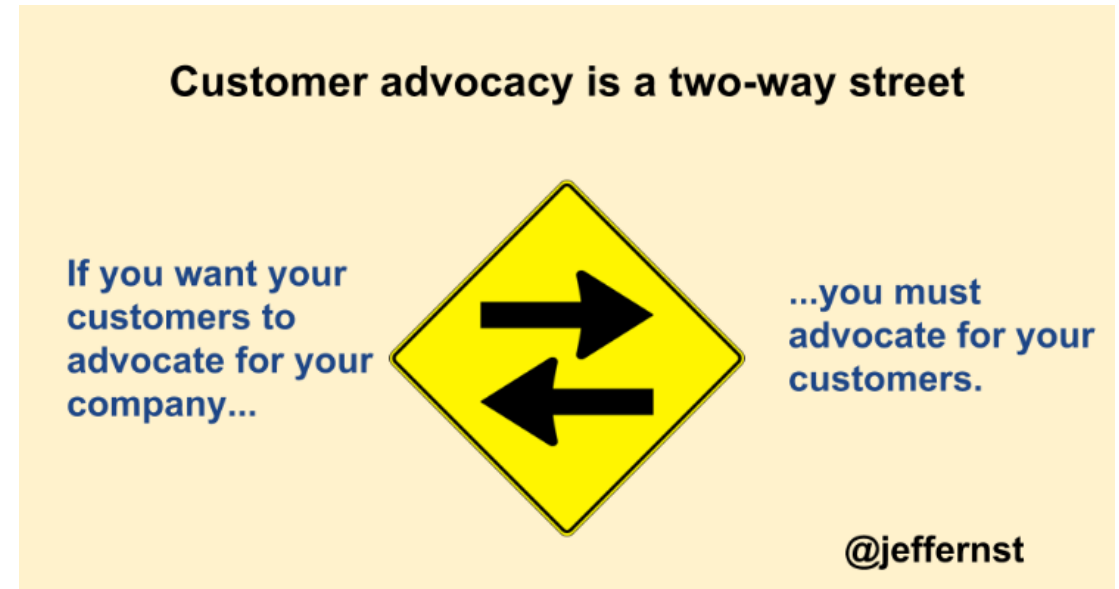 Customer advocacy is a two-way street
If you want your
customers to
advocate for your
company...
...you must
advocate for your
customers.
@jeffernst